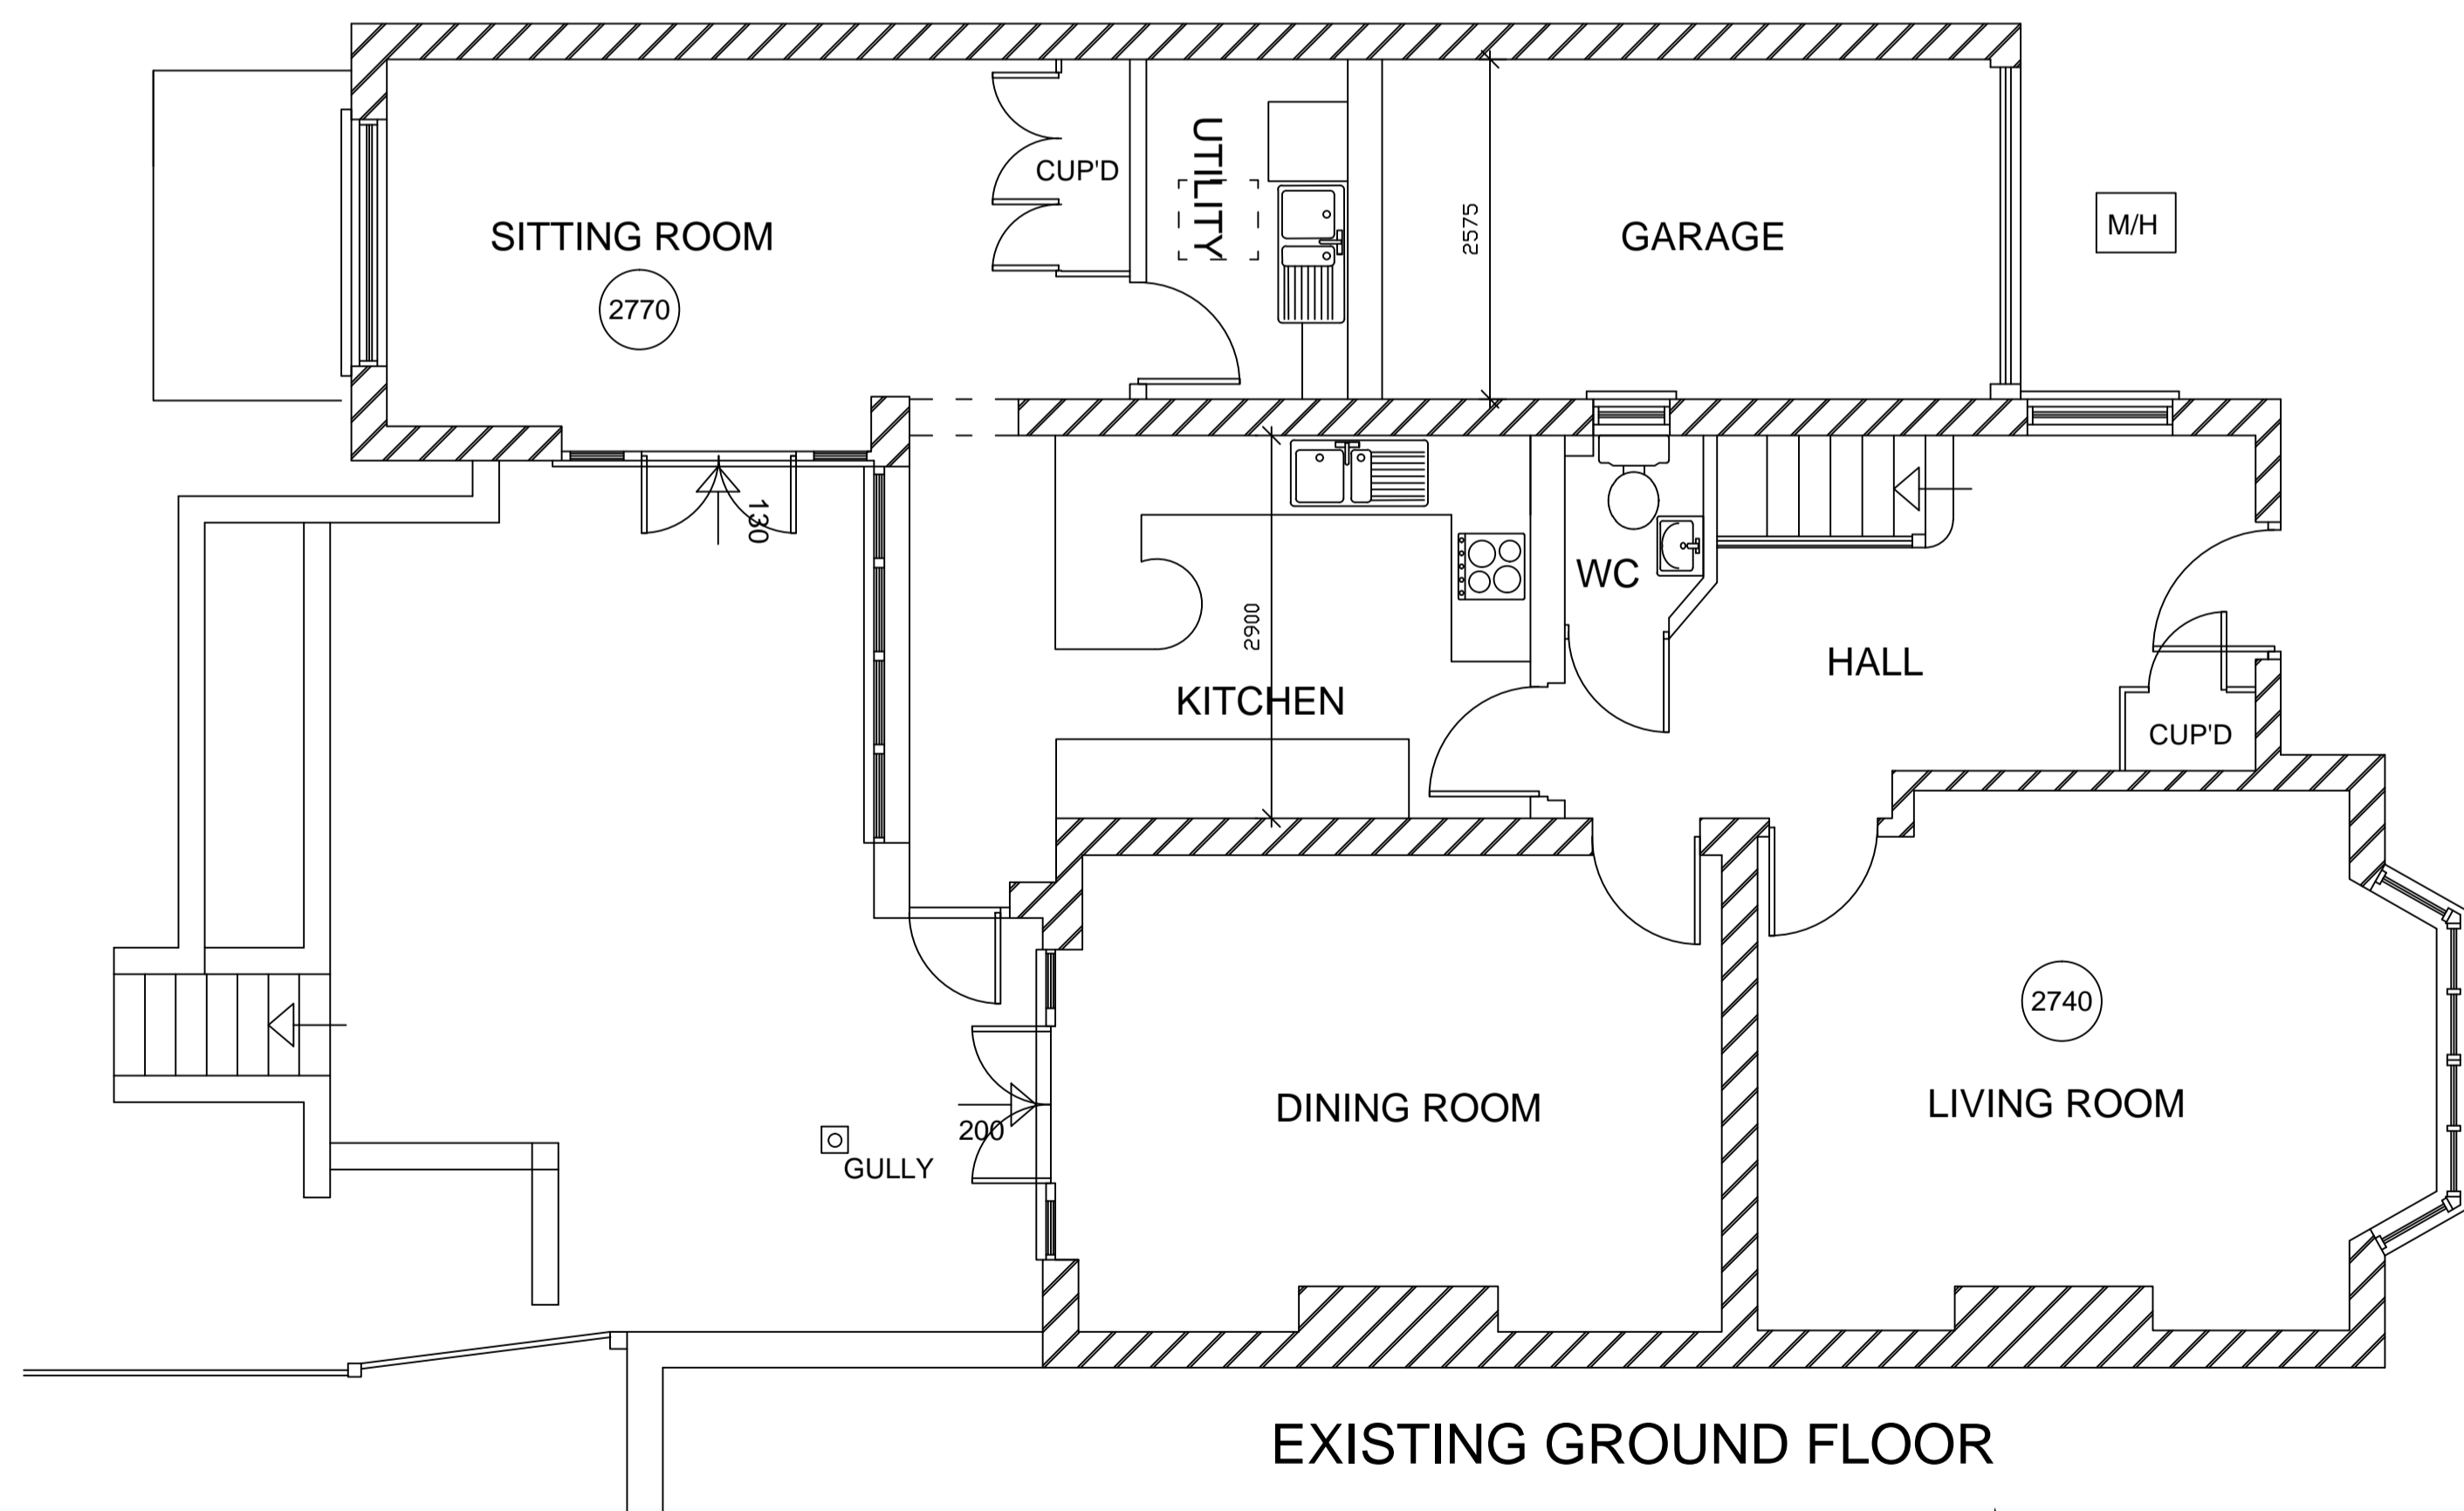 SITTING ROOM
2770
CUP'D
UTILITY
2575
GARAGE
M/H
130
2900
WC
KITCHEN
HALL
CUP'D
2740
LIVING ROOM
DINING ROOM
200
GULLY
EXISTING GROUND FLOOR